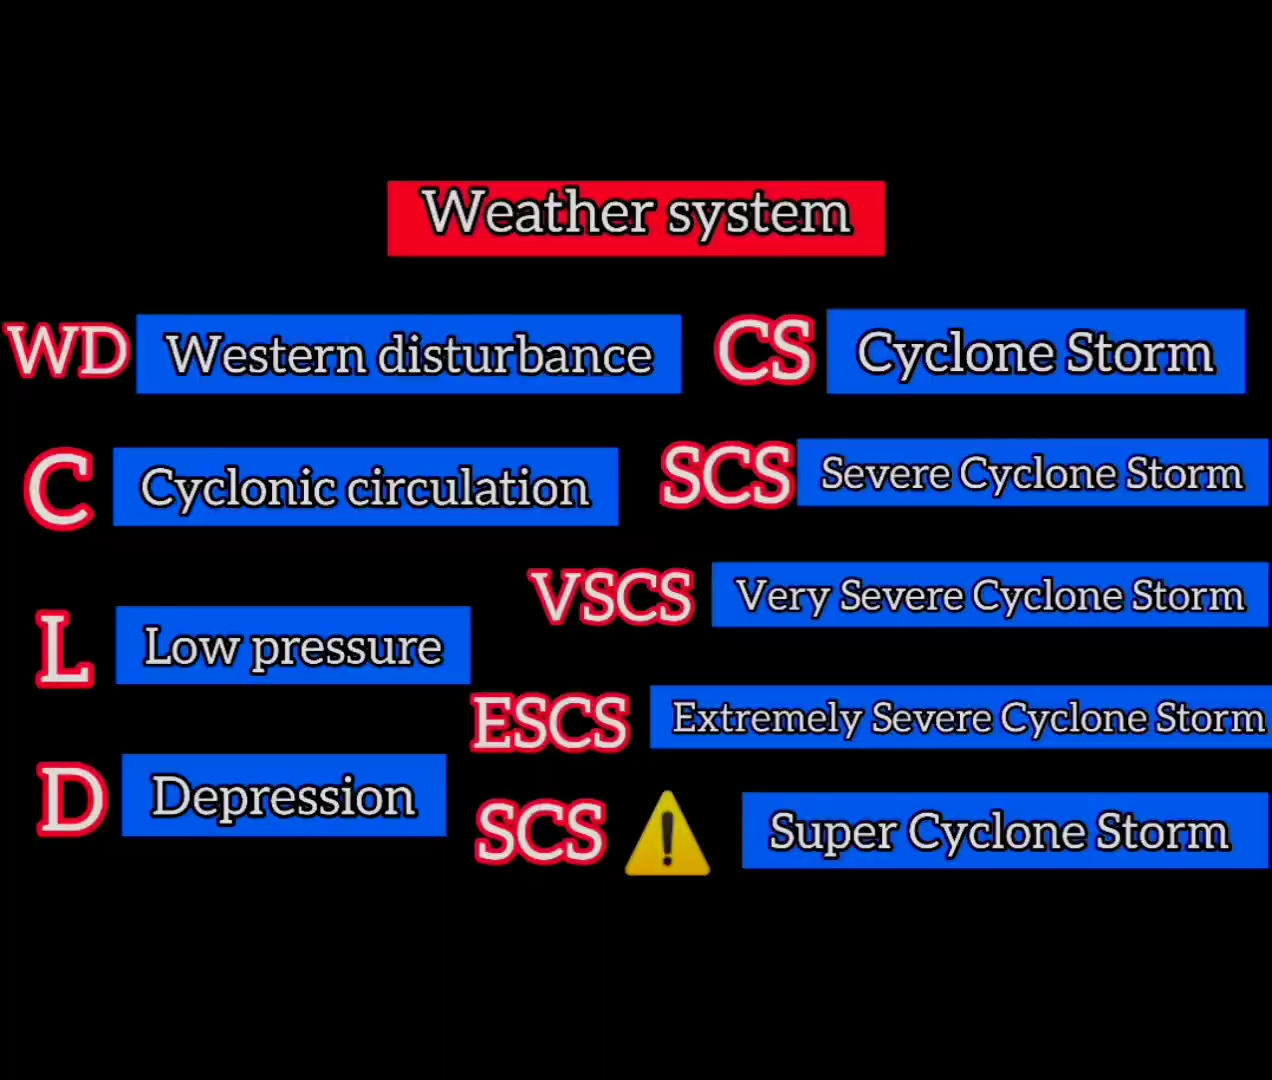 Weather system
WD Western disturbance
C Cyclonic circulation
L Low pressure
D Depression
CS Cyclone Storm
SCS Severe Cyclone Storm
VSCS Very Severe Cyclone Storm
ESCS Extremely Severe Cyclone Storm
SCS ⚠️ Super Cyclone Storm